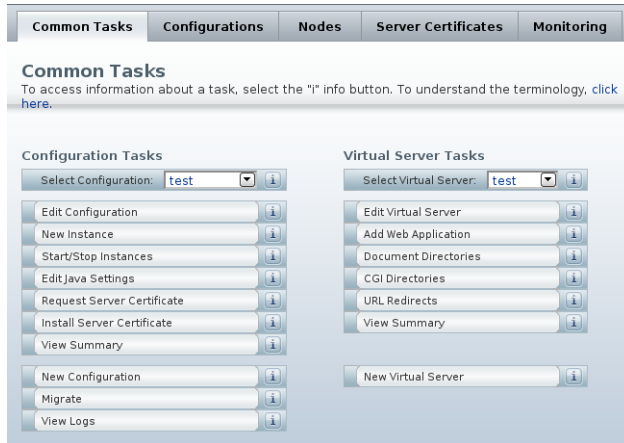 Common Tasks
Configurations
Nodes
Server Certificates
Monitoring
Common Tasks
To access information about a task, select the "i" info button. To understand the terminology, click
here.
Configuration Tasks
Select Configuration: test i
Edit Configuration i
New Instance i
Start/Stop Instances i
Edit Java Settings i
Request Server Certificate i
Install Server Certificate i
View Summary i
New Configuration i
Migrate i
View Logs i
Virtual Server Tasks
Select Virtual Server: test i
Edit Virtual Server i
Add Web Application i
Document Directories i
CGI Directories i
URL Redirects i
View Summary i
New Virtual Server i